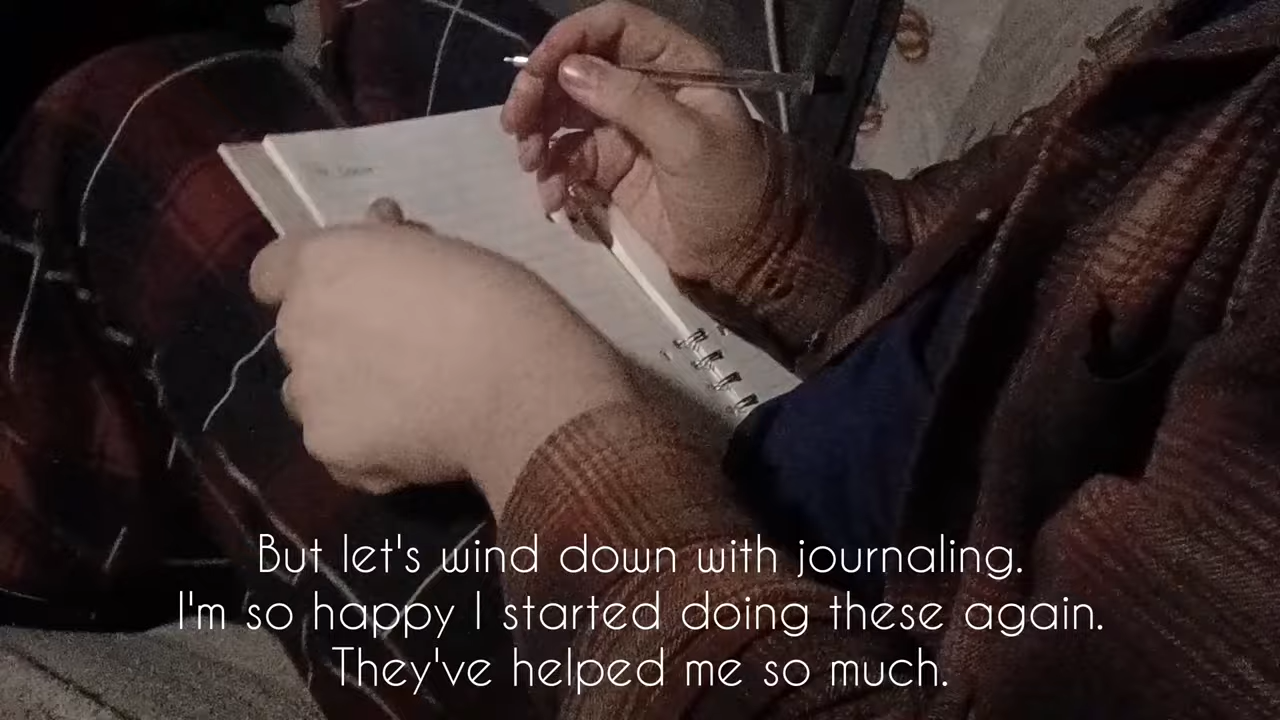 But let's wind down with journaling.
I'm so happy I started doing these again.
They've helped me so much.